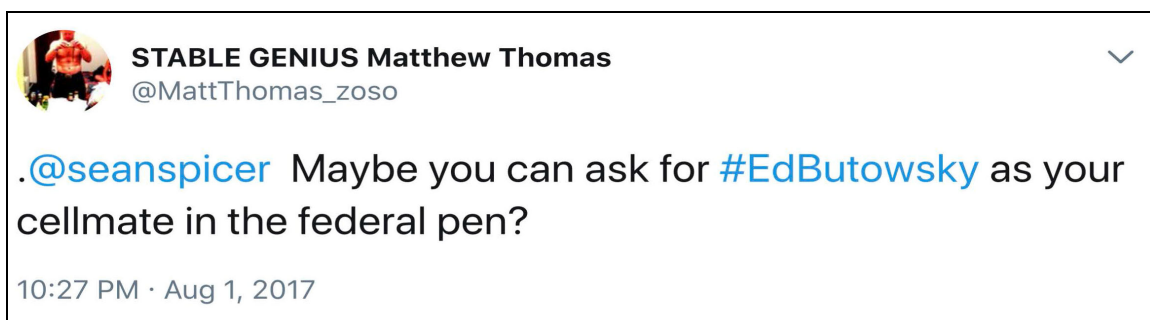 STABLE GENIUS Matthew Thomas
@MattThomas_zoso
.@seanspicer Maybe you can ask for #EdButowsky as your
cellmate in the federal pen?
10:27 PM · Aug 1, 2017